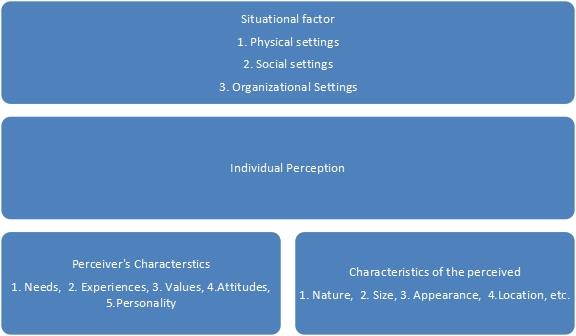 Situational factor
1. Physical settings
2. Social settings
3. Organizational Settings
Individual Perception
Perceiver's Characterstics
1. Needs,  2. Experiences, 3. Values, 4.Attitudes,
5.Personality
Characteristics of the perceived
1. Nature,  2. Size, 3. Appearance,  4.Location, etc.